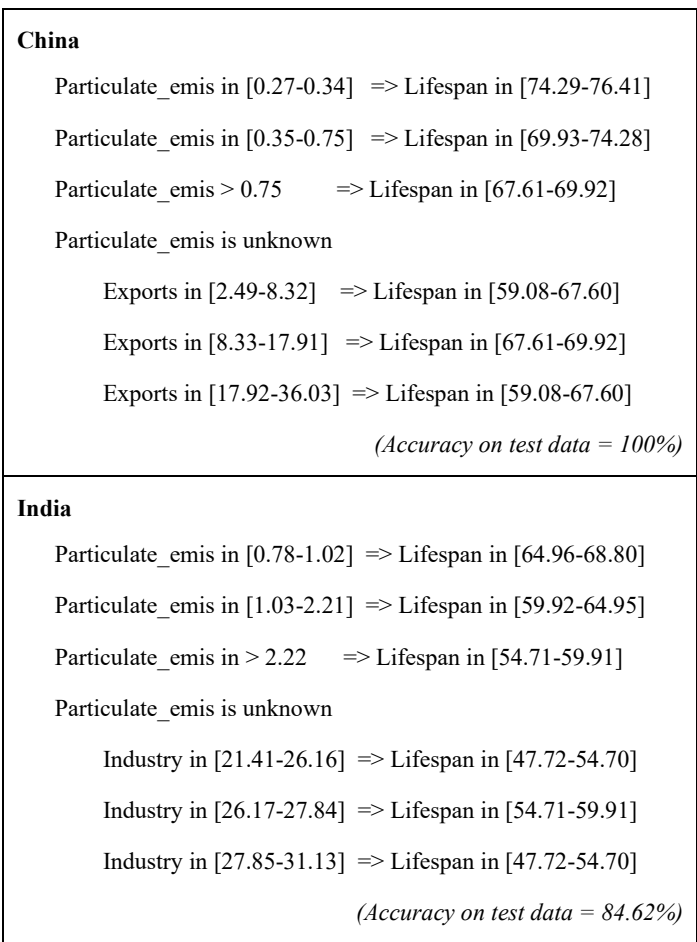 China
Particulate_emis in [0.27-0.34] => Lifespan in [74.29-76.41]
Particulate_emis in [0.35-0.75] => Lifespan in [69.93-74.28]
Particulate_emis > 0.75 => Lifespan in [67.61-69.92]
Particulate_emis is unknown
Exports in [2.49-8.32] => Lifespan in [59.08-67.60]
Exports in [8.33-17.91] => Lifespan in [67.61-69.92]
Exports in [17.92-36.03] => Lifespan in [59.08-67.60]
(Accuracy on test data = 100%)
India
Particulate_emis in [0.78-1.02] => Lifespan in [64.96-68.80]
Particulate_emis in [1.03-2.21] => Lifespan in [59.92-64.95]
Particulate_emis in > 2.22 => Lifespan in [54.71-59.91]
Particulate_emis is unknown
Industry in [21.41-26.16] => Lifespan in [47.72-54.70]
Industry in [26.17-27.84] => Lifespan in [54.71-59.91]
Industry in [27.85-31.13] => Lifespan in [47.72-54.70]
(Accuracy on test data = 84.62%)